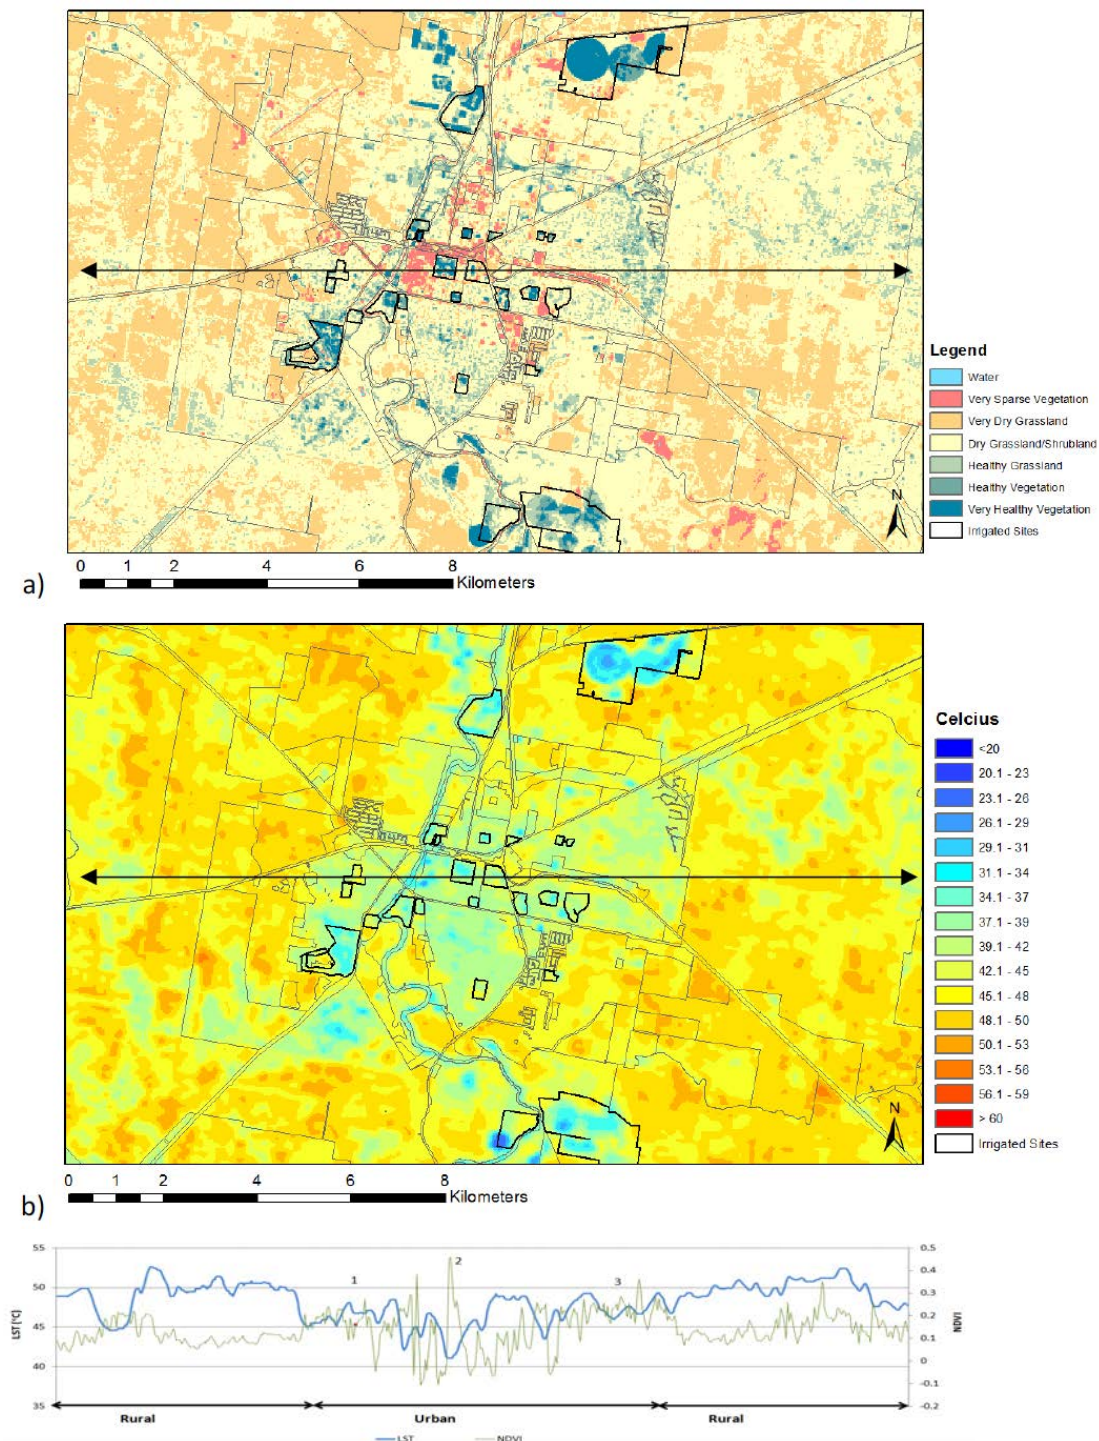 Legend
Water
Very Sparse Vegetation
Very Dry Grassland
Dry Grassland/Shrubland
Healthy Grassland
Healthy Vegetation
Very Healthy Vegetation
Irrigated Sites
N
0 1 2 4 6 8
Kilometers
a)
Celcius
<20
20.1 - 23
23.1 - 26
26.1 - 29
29.1 - 31
31.1 - 34
34.1 - 37
37.1 - 39
39.1 - 42
42.1 - 45
45.1 - 48
48.1 - 50
50.1 - 53
53.1 - 56
56.1 - 59
> 60
Irrigated Sites
N
0 1 2 4 6 8
Kilometers
b)
55
50
45
40
35
LST (°C)
1
2
3
0.5
0.4
0.3
0.2
0.1
0
-0.1
-0.2
NDVI
Rural Urban Rural
LST NDVI